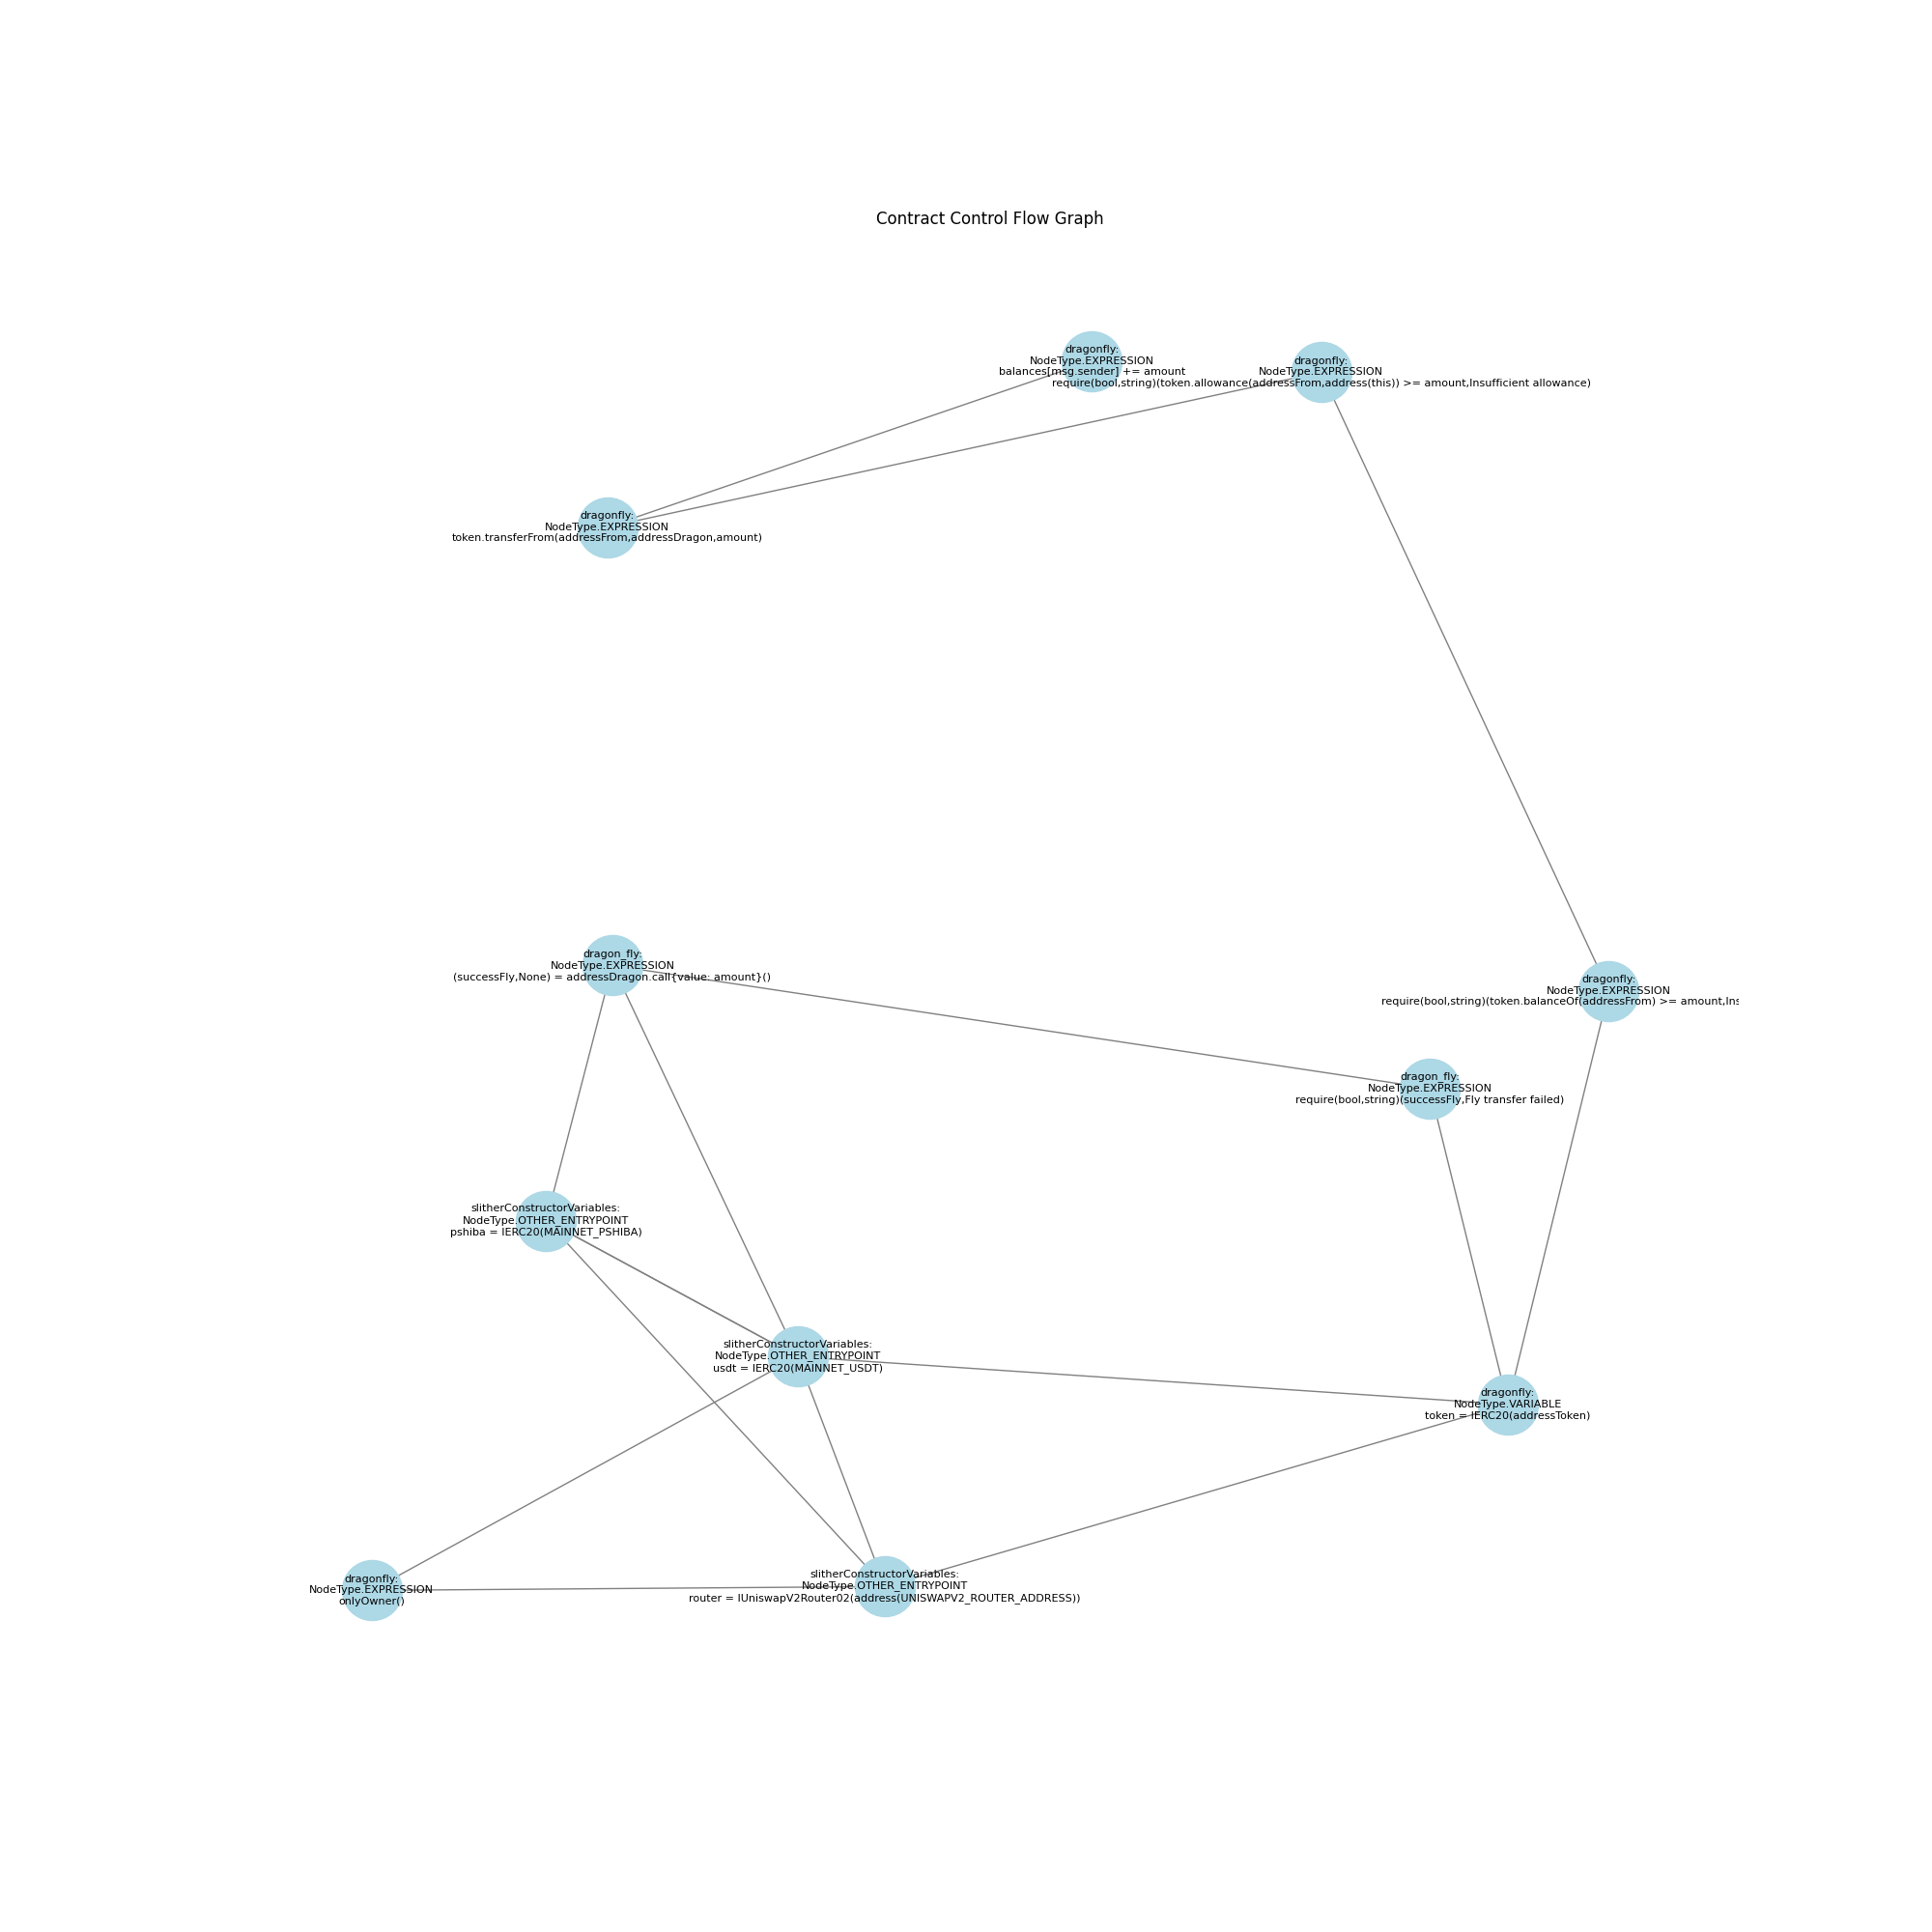 Contract Control Flow Graph
dragonfly:
NodeType.EXPRESSION
balances[msg.sender] += amount
dragonfly:
NodeType.EXPRESSION
require(bool,string)(token.allowance(addressFrom,address(this)) >= amount,Insufficient allowance)
dragonfly:
NodeType.EXPRESSION
token.transferFrom(addressFrom,addressDragon,amount)
dragon_fly:
NodeType.EXPRESSION
(successFly,None) = addressDragon.call{value: amount}()
dragonfly:
NodeType.EXPRESSION
require(bool,string)(token.balanceOf(addressFrom) >= amount,Ins
dragon_fly:
NodeType.EXPRESSION
require(bool,string)(successFly,Fly transfer failed)
slitherConstructorVariables:
NodeType.OTHER_ENTRYPOINT
pshiba = IERC20(MAINNET_PSHIBA)
slitherConstructorVariables:
NodeType.OTHER_ENTRYPOINT
usdt = IERC20(MAINNET_USDT)
dragonfly:
NodeType.VARIABLE
token = IERC20(addressToken)
dragonfly:
NodeType.EXPRESSION
onlyOwner()
slitherConstructorVariables:
NodeType.OTHER_ENTRYPOINT
router = IUniswapV2Router02(address(UNISWAPV2_ROUTER_ADDRESS))